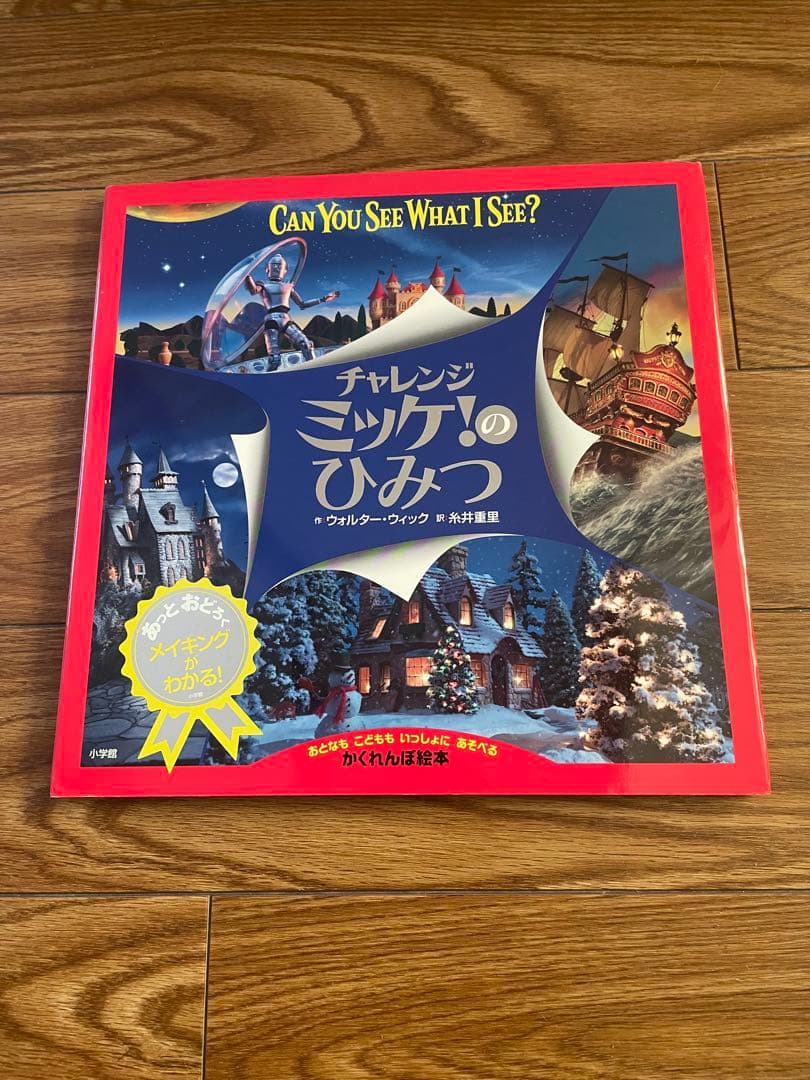 CAN YOU SEE WHAT I SEE?
チャレンジ
ミッケ!の
ひみつ
作 ウォルター・ウィック 訳 糸井重里
あっと おどろく
メイキング
が
わかる!
小学館
小学館
おとなも こどもも いっしょに あそべる
かくれんぼ絵本